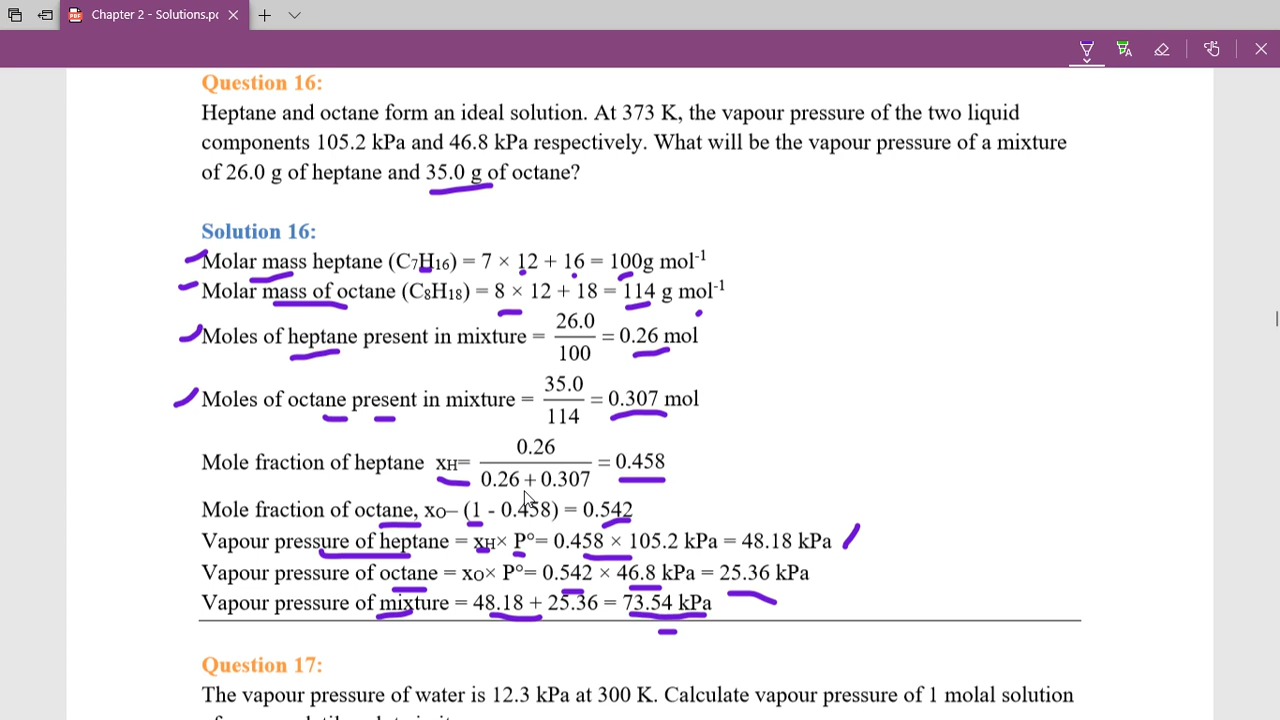 Chapter 2 - Solutions.pd
Question 16:
Heptane and octane form an ideal solution. At 373 K, the vapour pressure of the two liquid
components 105.2 kPa and 46.8 kPa respectively. What will be the vapour pressure of a mixture
of 26.0 g of heptane and 35.0 g of octane?
Solution 16:
Molar mass heptane (C7H16) = 7 × 12 + 16 = 100g mol-1
Molar mass of octane (C8H18) = 8 × 12 + 18 = 114 g mol-1
Moles of heptane present in mixture = 26.0/100 = 0.26 mol
Moles of octane present in mixture = 35.0/114 = 0.307 mol
Mole fraction of heptane xH= 0.26/0.26 + 0.307 = 0.458
Mole fraction of octane, xO– (1 - 0.458) = 0.542
Vapour pressure of heptane = xH× P°= 0.458 × 105.2 kPa = 48.18 kPa
Vapour pressure of octane = xO× P°= 0.542 × 46.8 kPa = 25.36 kPa
Vapour pressure of mixture = 48.18 + 25.36 = 73.54 kPa
Question 17:
The vapour pressure of water is 12.3 kPa at 300 K. Calculate vapour pressure of 1 molal solution